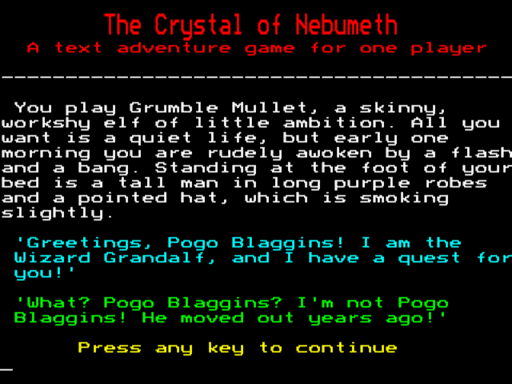 The Crystal of Nebumeth
A text adventure game for one player
You play Grumble Mullet, a skinny,
workshy elf of little ambition. All you
want is a quiet life, but early one
morning you are rudely awoken by a flash
and a bang. Standing at the foot of your
bed is a tall man in long purple robes
and a pointed hat, which is smoking
slightly.
'Greetings, Pogo Blaggins! I am the
Wizard Grandalf, and I have a quest for
you!'
'What? Pogo Blaggins? I'm not Pogo
Blaggins! He moved out years ago!'
Press any key to continue